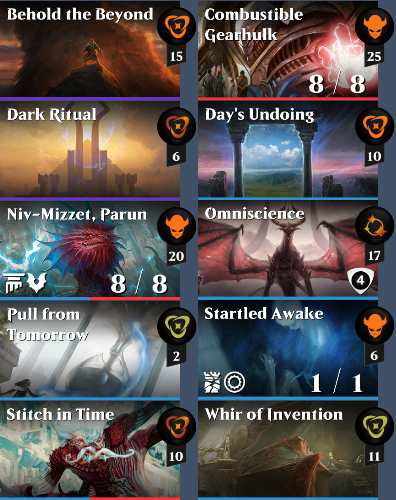 Behold the Beyond
15
Combustible
Gearhulk
25
8 / 8
Dark Ritual
6
Day's Undoing
10
Niv-Mizzet, Parun
20
8 / 8
Omniscience
17
4
Pull from
Tomorrow
2
Startled Awake
6
1 / 1
Stitch in Time
10
Whir of Invention
11